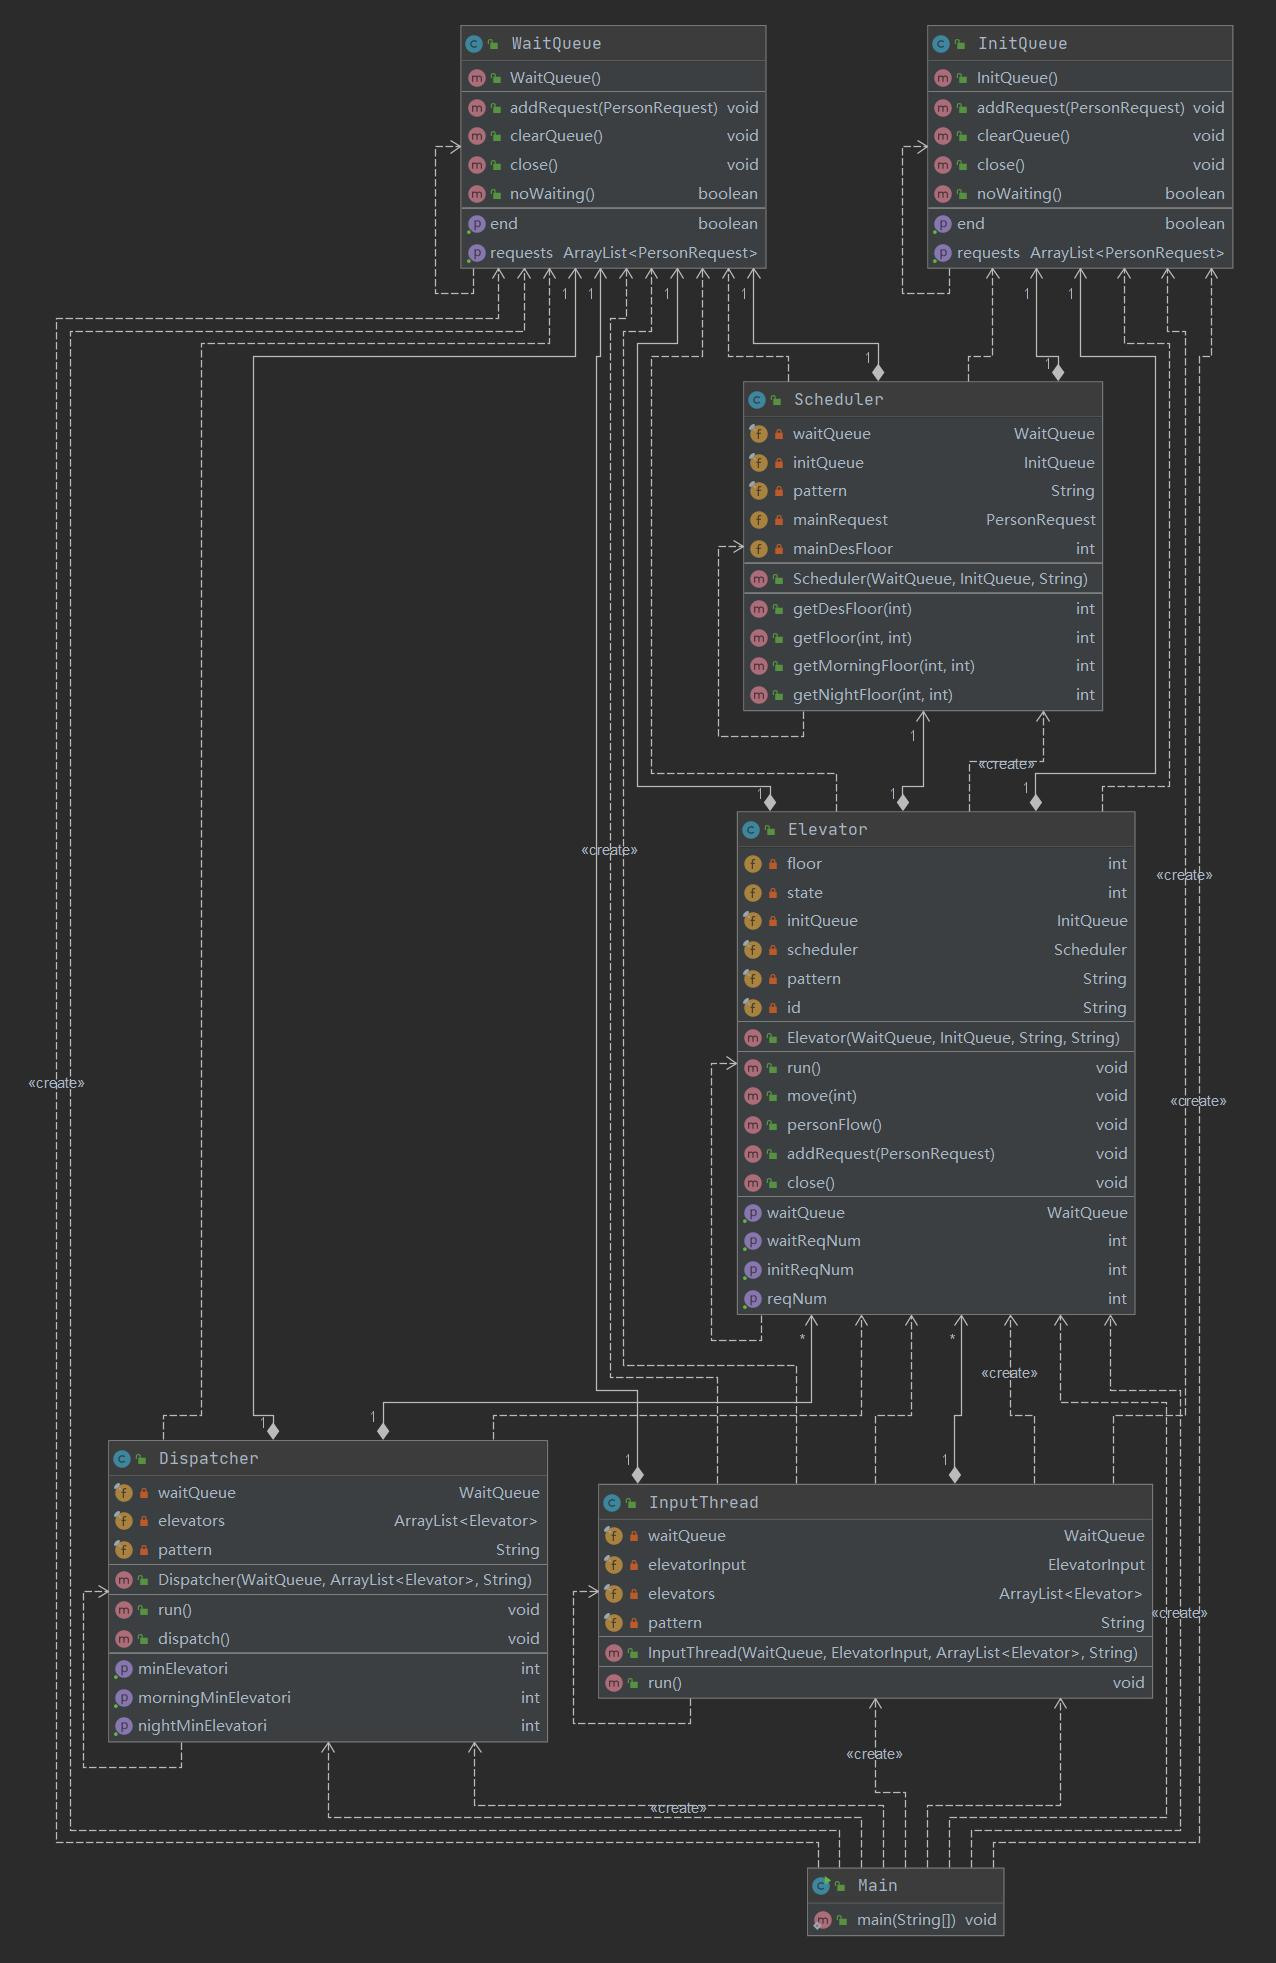 WaitQueue
WaitQueue()
addRequest(PersonRequest) void
clearQueue() void
close() void
noWaiting() boolean
end boolean
requests ArrayList<PersonRequest>
InitQueue
InitQueue()
addRequest(PersonRequest) void
clearQueue() void
close() void
noWaiting() boolean
end boolean
requests ArrayList<PersonRequest>
1
1
1
1
1
1
1
1
Scheduler
waitQueue WaitQueue
initQueue InitQueue
pattern String
mainRequest PersonRequest
mainDesFloor int
Scheduler(WaitQueue, InitQueue, String)
getDesFloor(int) int
getFloor(int, int) int
getMorningFloor(int, int) int
getNightFloor(int, int) int
1
«create»
1
1
1
Elevator
floor int
state int
initQueue InitQueue
scheduler Scheduler
pattern String
id String
Elevator(WaitQueue, InitQueue, String, String)
run() void
move(int) void
personFlow() void
addRequest(PersonRequest) void
close() void
waitQueue WaitQueue
waitReqNum int
initReqNum int
reqNum int
«create»
«create»
«create»
«create»
*
*
«create»
1
1
1
1
Dispatcher
waitQueue WaitQueue
elevators ArrayList<Elevator>
pattern String
Dispatcher(WaitQueue, ArrayList<Elevator>, String)
run() void
dispatch() void
minElevatori int
morningMinElevatori int
nightMinElevatori int
InputThread
waitQueue WaitQueue
elevatorInput ElevatorInput
elevators ArrayList<Elevator>
pattern String
InputThread(WaitQueue, ElevatorInput, ArrayList<Elevator>, String)
run() void
«create»
«create»
«create»
Main
main(String[]) void